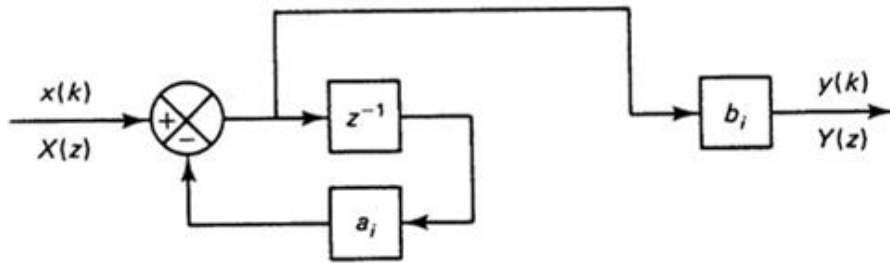 x(k)
X(z)
+
−
z⁻¹
aᵢ
bᵢ
y(k)
Y(z)